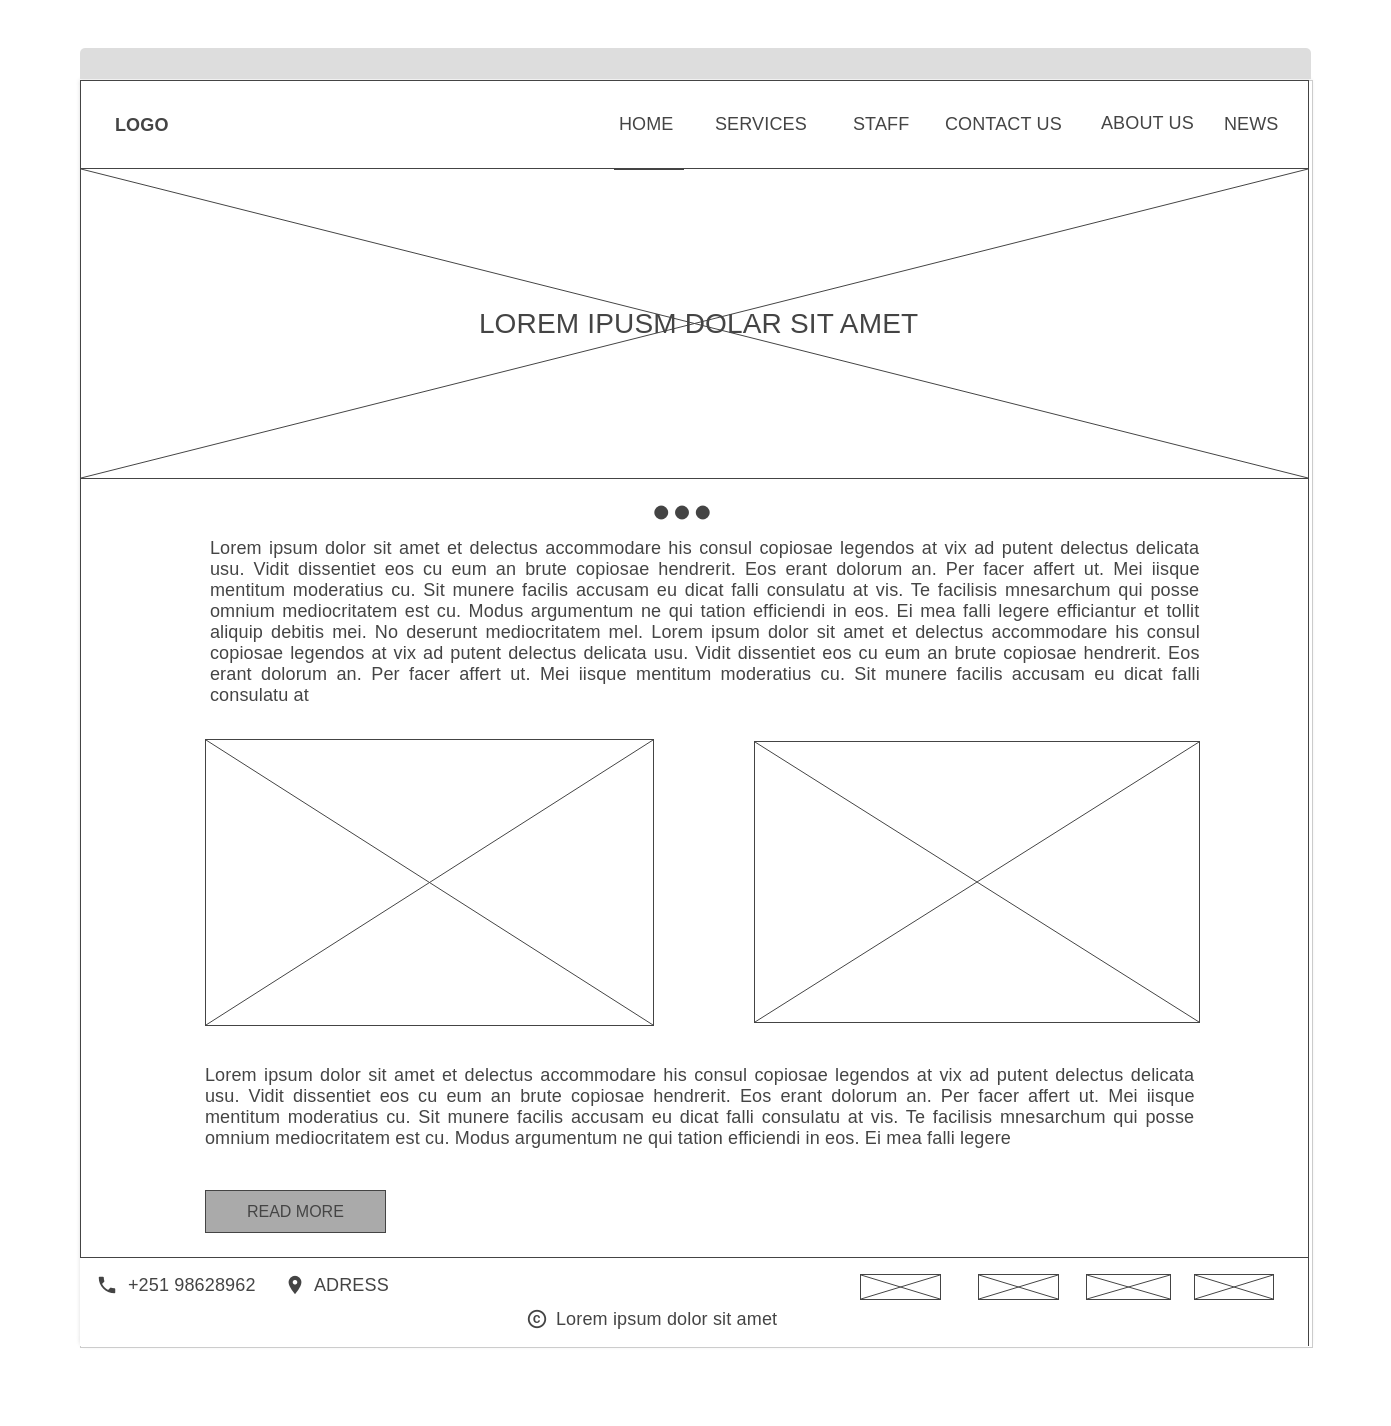 LOGO HOME SERVICES STAFF CONTACT US ABOUT US NEWS
LOREM IPUSM DOLAR SIT AMET
Lorem ipsum dolor sit amet et delectus accommodare his consul copiosae legendos at vix ad putent delectus delicata
usu. Vidit dissentiet eos cu eum an brute copiosae hendrerit. Eos erant dolorum an. Per facer affert ut. Mei iisque
mentitum moderatius cu. Sit munere facilis accusam eu dicat falli consulatu at vis. Te facilisis mnesarchum qui posse
omnium mediocritatem est cu. Modus argumentum ne qui tation efficiendi in eos. Ei mea falli legere efficiantur et tollit
aliquip debitis mei. No deserunt mediocritatem mel. Lorem ipsum dolor sit amet et delectus accommodare his consul
copiosae legendos at vix ad putent delectus delicata usu. Vidit dissentiet eos cu eum an brute copiosae hendrerit. Eos
erant dolorum an. Per facer affert ut. Mei iisque mentitum moderatius cu. Sit munere facilis accusam eu dicat falli
consulatu at
Lorem ipsum dolor sit amet et delectus accommodare his consul copiosae legendos at vix ad putent delectus delicata
usu. Vidit dissentiet eos cu eum an brute copiosae hendrerit. Eos erant dolorum an. Per facer affert ut. Mei iisque
mentitum moderatius cu. Sit munere facilis accusam eu dicat falli consulatu at vis. Te facilisis mnesarchum qui posse
omnium mediocritatem est cu. Modus argumentum ne qui tation efficiendi in eos. Ei mea falli legere
READ MORE
+251 98628962 ADRESS
© Lorem ipsum dolor sit amet